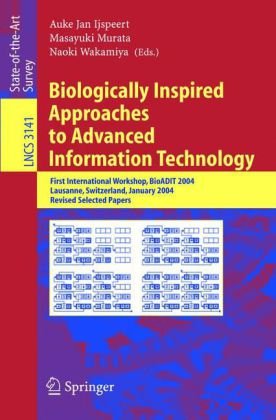 State-of-the-Art
Survey
LNCS 3141
Auke Jan Ijspeert
Masayuki Murata
Naoki Wakamiya (Eds.)
Biologically Inspired
Approaches
to Advanced
Information Technology
First International Workshop, BioADIT 2004
Lausanne, Switzerland, January 2004
Revised Selected Papers
Springer